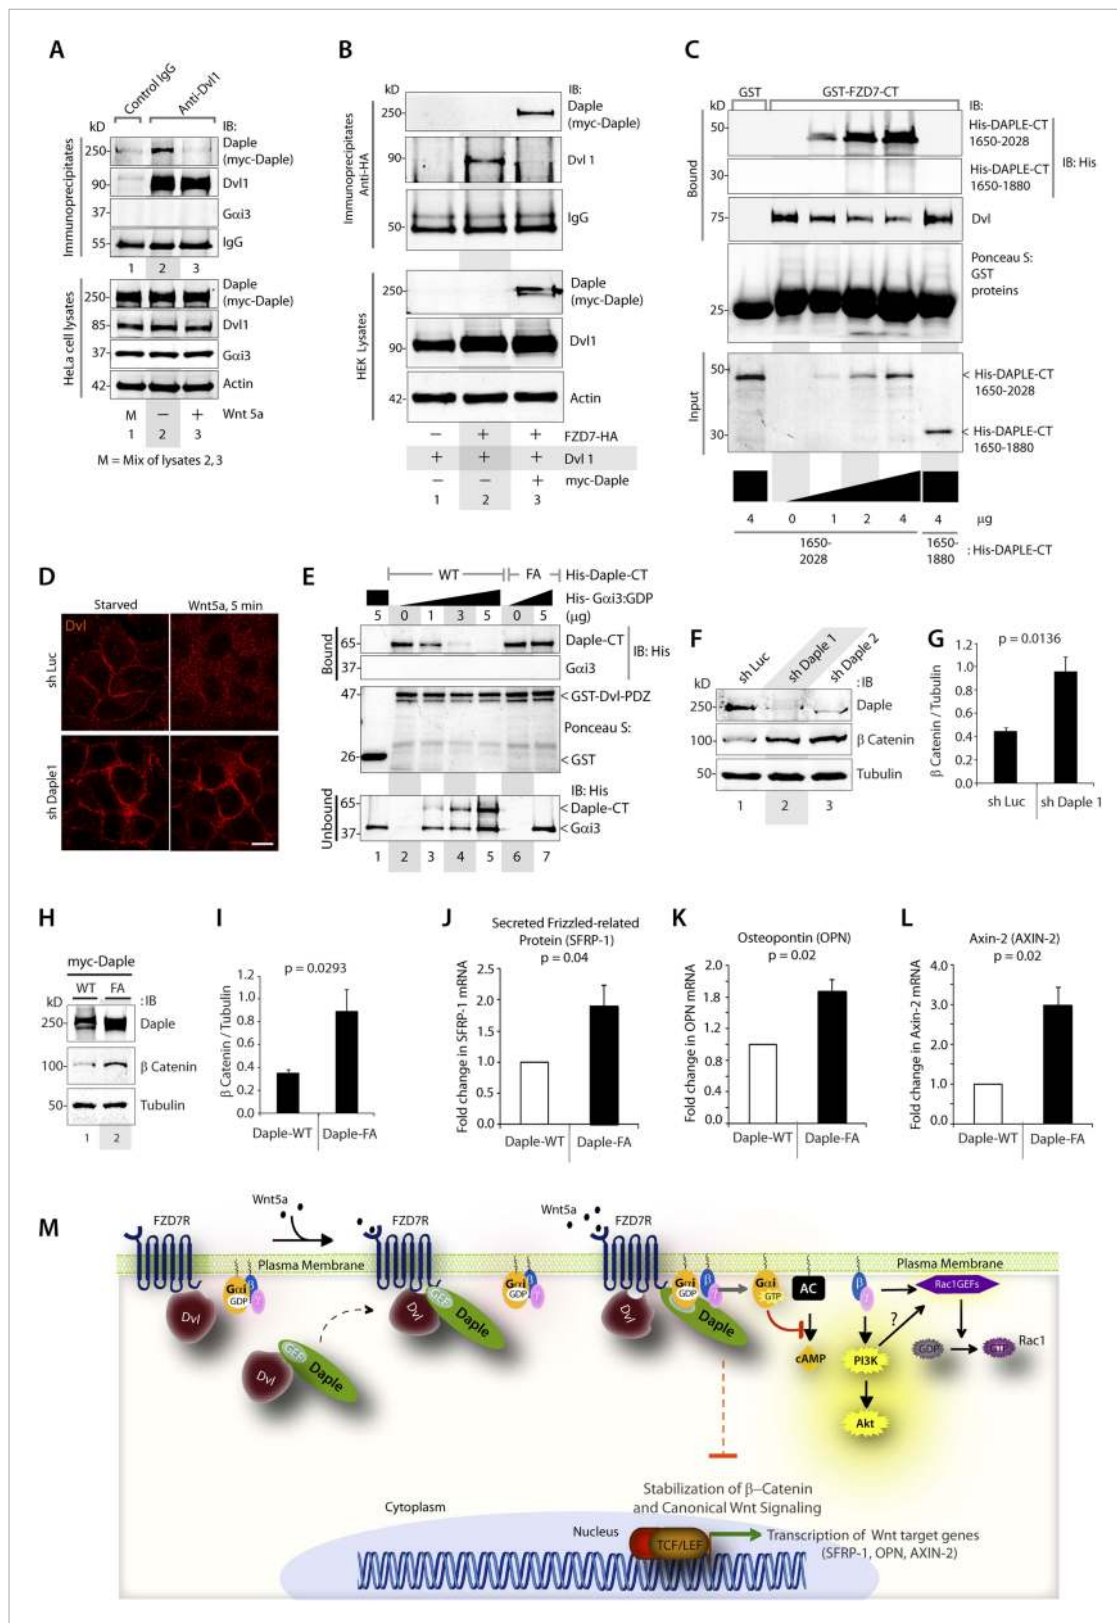 A
Control IgG
Anti-Dvl1
kD
IB:
250
Daple
(myc-Daple)
90
Dvl1
37
Gαi3
55
IgG
Immunoprecipitates
1 2 3
250
Daple
(myc-Daple)
85
Dvl1
37
Gαi3
42
Actin
HeLa cell lysates
M – + Wnt 5a
1 2 3
M = Mix of lysates 2, 3
B
kD
IB:
250
Daple
(myc-Daple)
90
Dvl 1
50
IgG
Immunoprecipitates
Anti-HA
250
Daple
(myc-Daple)
90
Dvl1
42
Actin
HEK Lysates
– + + FZD7-HA
+ + + Dvl 1
– – + myc-Daple
1 2 3
C
GST
GST-FZD7-CT
kD
IB:
50
His-DAPLE-CT
1650-2028
30
His-DAPLE-CT
1650-1880
IB: His
75
Dvl
Bound
25
Ponceau S:
GST
proteins
50
< His-DAPLE-CT
1650-2028
30
< His-DAPLE-CT
1650-1880
Input
4 0 1 2 4 4 μg
1650-
2028
1650-
1880
: His-DAPLE-CT
D
Starved
Wnt5a, 5 min
Dvl
sh Luc
sh Daple1
E
WT
FA
His-Daple-CT
His- Gαi3:GDP
5 0 1 3 5 0 5 (μg)
65
Daple-CT
37
Gαi3
IB: His
Bound
47
< GST-Dvl-PDZ
Ponceau S:
26
< GST
IB: His
65
< Daple-CT
37
< Gαi3
Unbound
1 2 3 4 5 6 7
F
sh Luc
sh Daple 1
sh Daple 2
kD
: IB
250
Daple
100
β Catenin
50
Tubulin
1 2 3
G
p = 0.0136
β Catenin / Tubulin
1.2
1.0
0.8
0.6
0.4
0.2
0
sh Luc
sh Daple 1
H
myc-Daple
WT FA
kD
: IB
250
Daple
100
β Catenin
50
Tubulin
1 2
I
p = 0.0293
β Catenin / Tubulin
1.2
1.0
0.8
0.6
0.4
0.2
0
Daple-WT
Daple-FA
J
Secreted Frizzled-related
Protein (SFRP-1)
p = 0.04
Fold change in SFRP-1 mRNA
2.5
2.0
1.5
1.0
0.5
0
Daple-WT
Daple-FA
K
Osteopontin (OPN)
p = 0.02
Fold change in OPN mRNA
2.0
1.6
1.2
0.8
0.4
0
Daple-WT
Daple-FA
L
Axin-2 (AXIN-2)
p = 0.02
Fold change in Axin-2 mRNA
4.0
3.0
2.0
1.0
0
Daple-WT
Daple-FA
M
FZD7R
Wnt5a
FZD7R
Wnt5a
FZD7R
Plasma Membrane
Plasma Membrane
Dvl
Gαi
GDP
β
γ
Dvl
GEF
Daple
Dvl
GEF
Daple
Gαi
GDP
β
γ
Dvl
Gαi
GDP
β
γ
Daple
Gαi
GTP
AC
cAMP
β
γ
Rac1GEFs
?
PI3K
GDP
Rac1
Akt
Stabilization of β–Catenin
and Canonical Wnt Signaling
Cytoplasm
Nucleus
TCF/LEF
Transcription of Wnt target genes
(SFRP-1, OPN, AXIN-2)